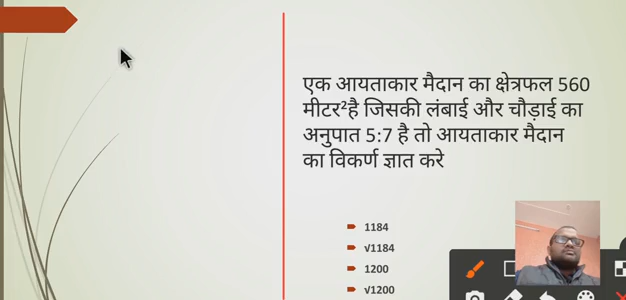 एक आयताकार मैदान का क्षेत्रफल 560
मीटर²है जिसकी लंबाई और चौड़ाई का
अनुपात 5:7 है तो आयताकार मैदान
का विकर्ण ज्ञात करे
1184
√1184
1200
√1200